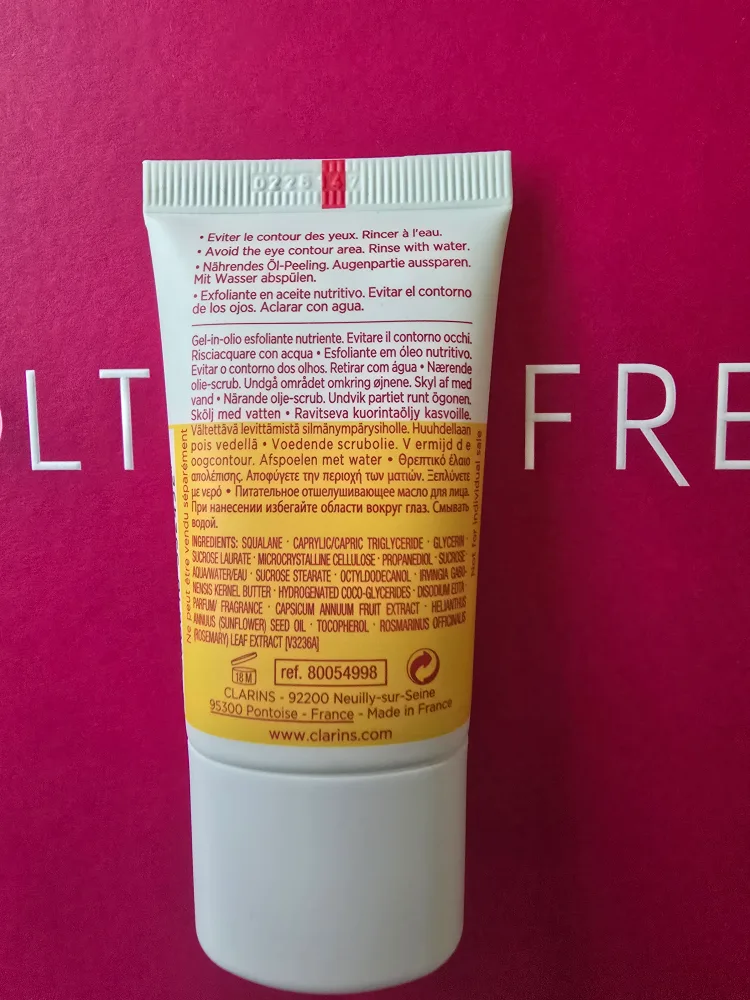 0226 147
• Eviter le contour des yeux. Rincer à l'eau.
• Avoid the eye contour area. Rinse with water.
• Nährendes Öl-Peeling. Augenpartie aussparen.
Mit Wasser abspülen.
• Exfoliante en aceite nutritivo. Evitar el contorno
de los ojos. Aclarar con agua.
Gel-in-olio esfoliante nutriente. Evitare il contorno occhi.
Risciacquare con acqua • Esfoliante em óleo nutritivo.
Evitar o contorno dos olhos. Retirar com água • Nærende
olie-scrub. Undgå området omkring øjnene. Skyl af med
vand • Närande olje-scrub. Undvik partiet runt ögonen.
Skölj med vatten • Ravitseva kuorintaöljy kasvoille.
Vältettävä levittämistä silmänympärysiholle. Huuhdellaan
pois vedellä • Voedende scrubolie. V ermijd d e
oogcontour. Afspoelen met water • Θρεπτικό έλαιο
απολέπισης. Αποφύγετε την περιοχή των ματιών. Ξεπλύνετε
με νερό • Питательное отшелушивающее масло для лица.
При нанесении избегайте области вокруг глаз. Смывать
водой.
INGREDIENTS: SQUALANE · CAPRYLIC/CAPRIC TRIGLYCERIDE · GLYCERIN ·
SUCROSE LAURATE · MICROCRYSTALLINE CELLULOSE · PROPANEDIOL · SUCROSE ·
AQUA/WATER/EAU · SUCROSE STEARATE · OCTYLDODECANOL · IRVINGIA GABO-
NENSIS KERNEL BUTTER · HYDROGENATED COCO-GLYCERIDES · DISODIUM EDTA ·
PARFUM/ FRAGRANCE · CAPSICUM ANNUUM FRUIT EXTRACT · HELIANTHUS
ANNUUS (SUNFLOWER) SEED OIL · TOCOPHEROL · ROSMARINUS OFFICINALIS
(ROSEMARY) LEAF EXTRACT [V3236A]
18 M
ref. 80054998
CLARINS - 92200 Neuilly-sur-Seine
95300 Pontoise - France - Made in France
www.clarins.com
Ne peut être vendu séparément
Not for individual sale
OLT FRE